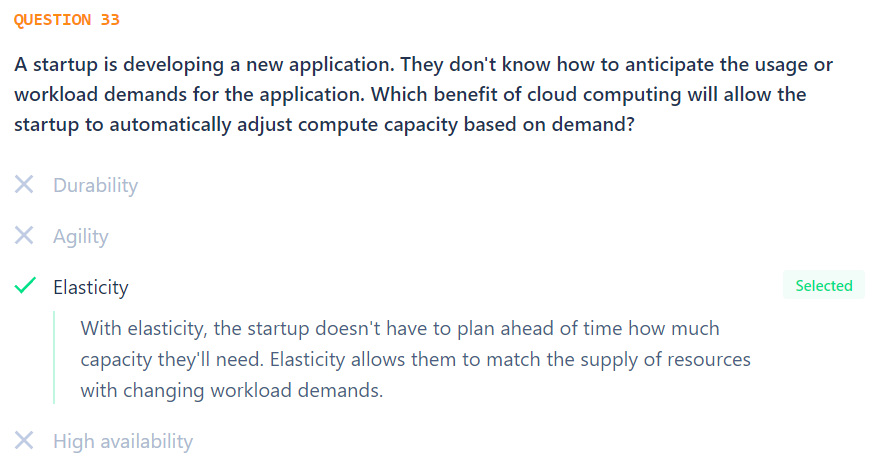 QUESTION 33
A startup is developing a new application. They don't know how to anticipate the usage or
workload demands for the application. Which benefit of cloud computing will allow the
startup to automatically adjust compute capacity based on demand?
Durability
Agility
Elasticity
Selected
With elasticity, the startup doesn't have to plan ahead of time how much
capacity they'll need. Elasticity allows them to match the supply of resources
with changing workload demands.
High availability